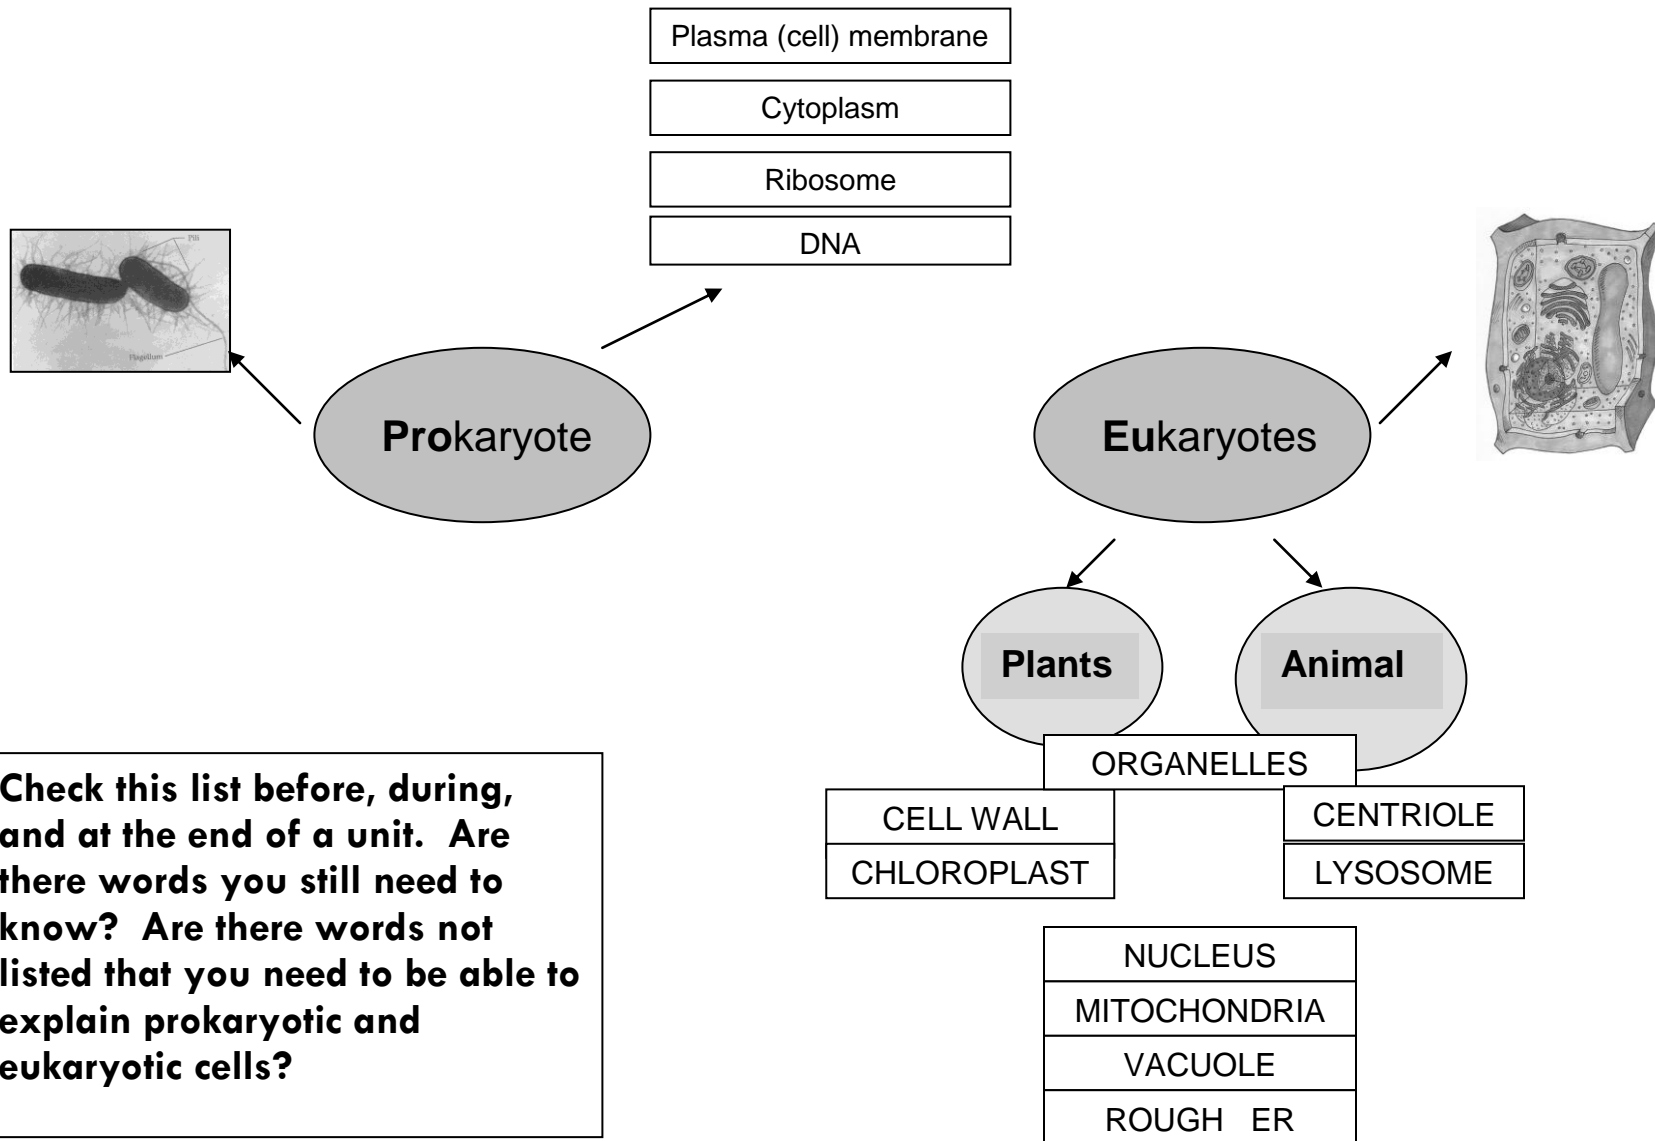 Plasma (cell) membrane
Cytoplasm
Ribosome
DNA
Pili
Flagellum
Prokaryote
Eukaryotes
Plants
Animal
ORGANELLES
CELL WALL
CENTRIOLE
CHLOROPLAST
LYSOSOME
NUCLEUS
MITOCHONDRIA
VACUOLE
ROUGH ER
Check this list before, during,
and at the end of a unit. Are
there words you still need to
know? Are there words not
listed that you need to be able to
explain prokaryotic and
eukaryotic cells?